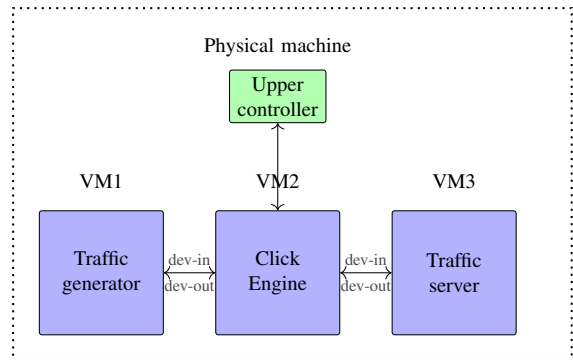 Physical machine
Upper
controller
VM1
VM2
VM3
Traffic
generator
dev-in
dev-out
Click
Engine
dev-in
dev-out
Traffic
server